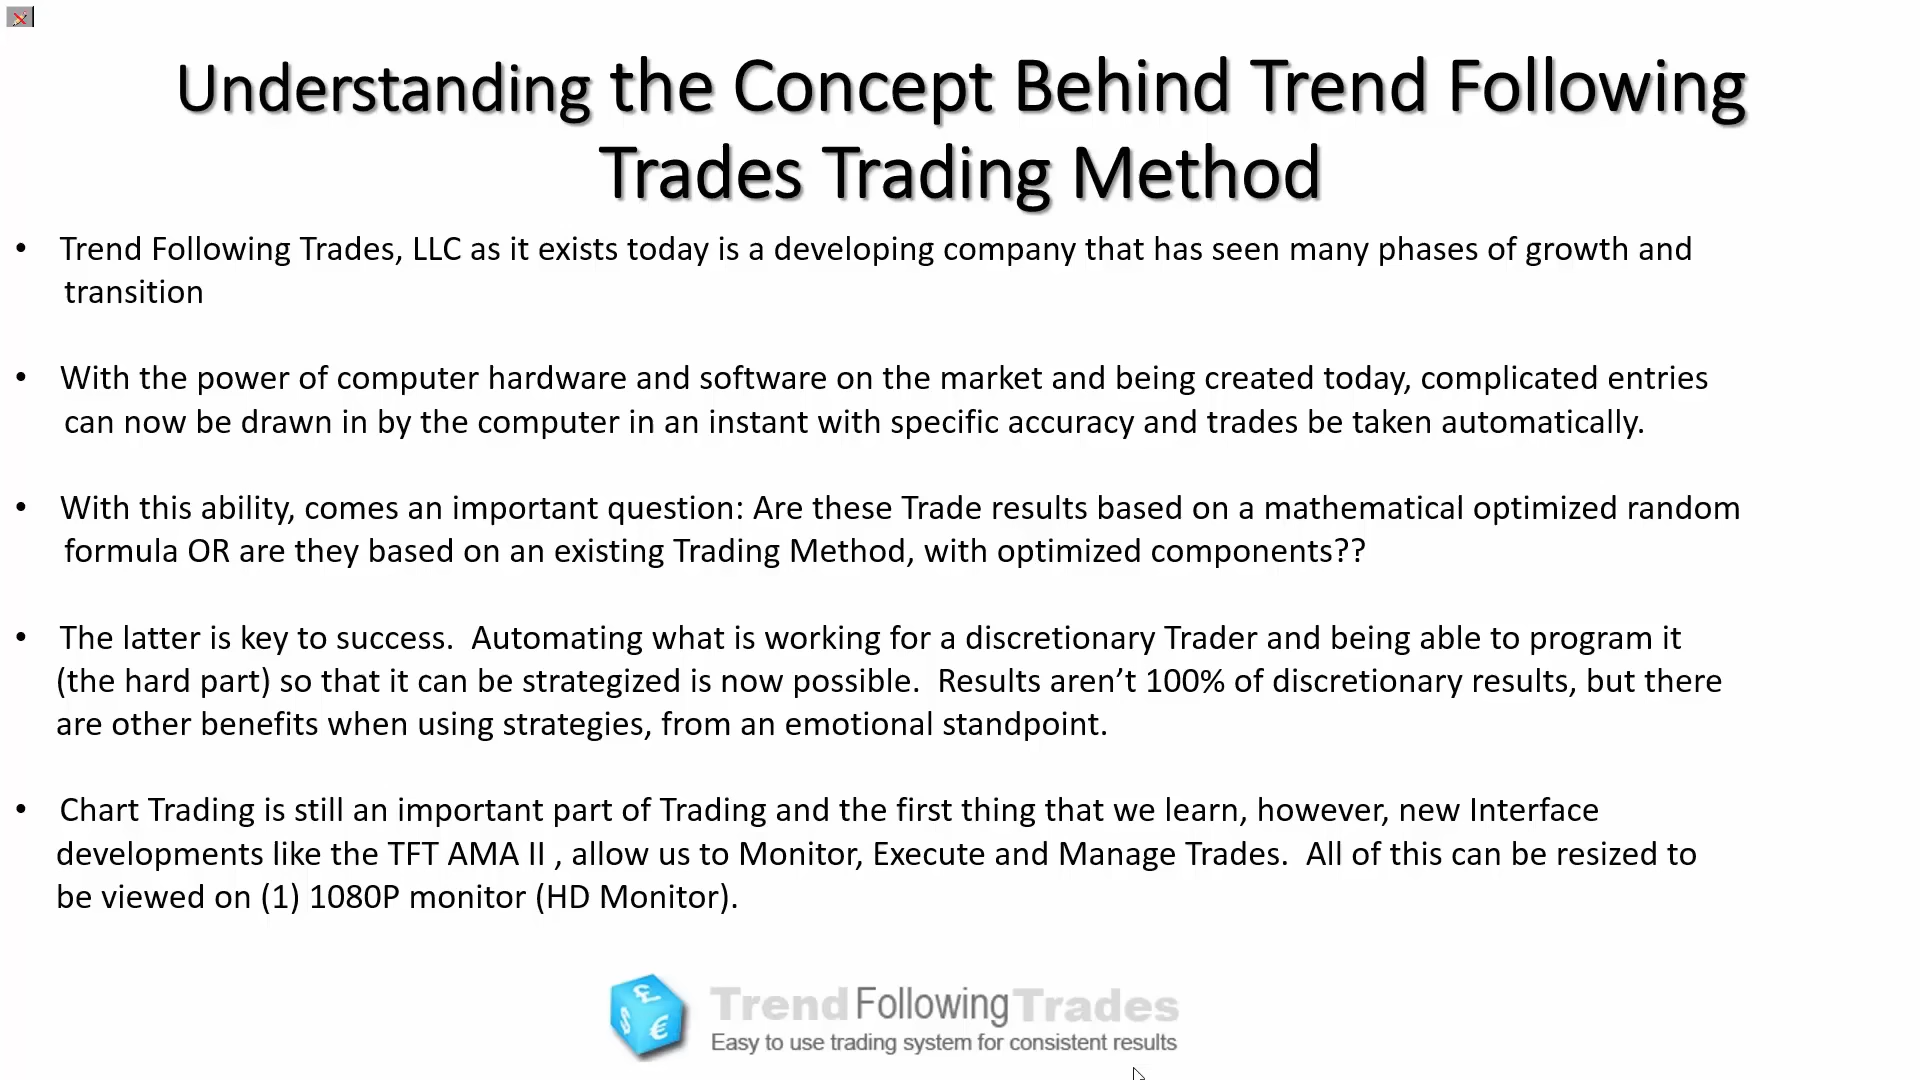 Understanding the Concept Behind Trend Following
Trades Trading Method
• Trend Following Trades, LLC as it exists today is a developing company that has seen many phases of growth and
transition
• With the power of computer hardware and software on the market and being created today, complicated entries
can now be drawn in by the computer in an instant with specific accuracy and trades be taken automatically.
• With this ability, comes an important question: Are these Trade results based on a mathematical optimized random
formula OR are they based on an existing Trading Method, with optimized components??
• The latter is key to success.  Automating what is working for a discretionary Trader and being able to program it
(the hard part) so that it can be strategized is now possible.  Results aren’t 100% of discretionary results, but there
are other benefits when using strategies, from an emotional standpoint.
• Chart Trading is still an important part of Trading and the first thing that we learn, however, new Interface
developments like the TFT AMA II , allow us to Monitor, Execute and Manage Trades.  All of this can be resized to
be viewed on (1) 1080P monitor (HD Monitor).
£ $ €
Trend Following Trades
Easy to use trading system for consistent results